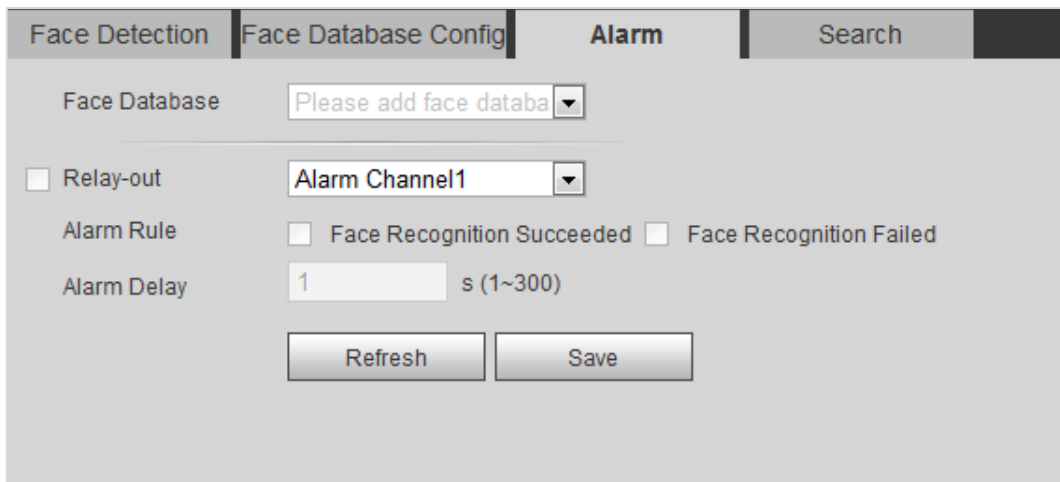 Face Detection Face Database Config Alarm Search
Face Database Please add face databa
Relay-out Alarm Channel1
Alarm Rule Face Recognition Succeeded Face Recognition Failed
Alarm Delay 1 s (1~300)
Refresh Save